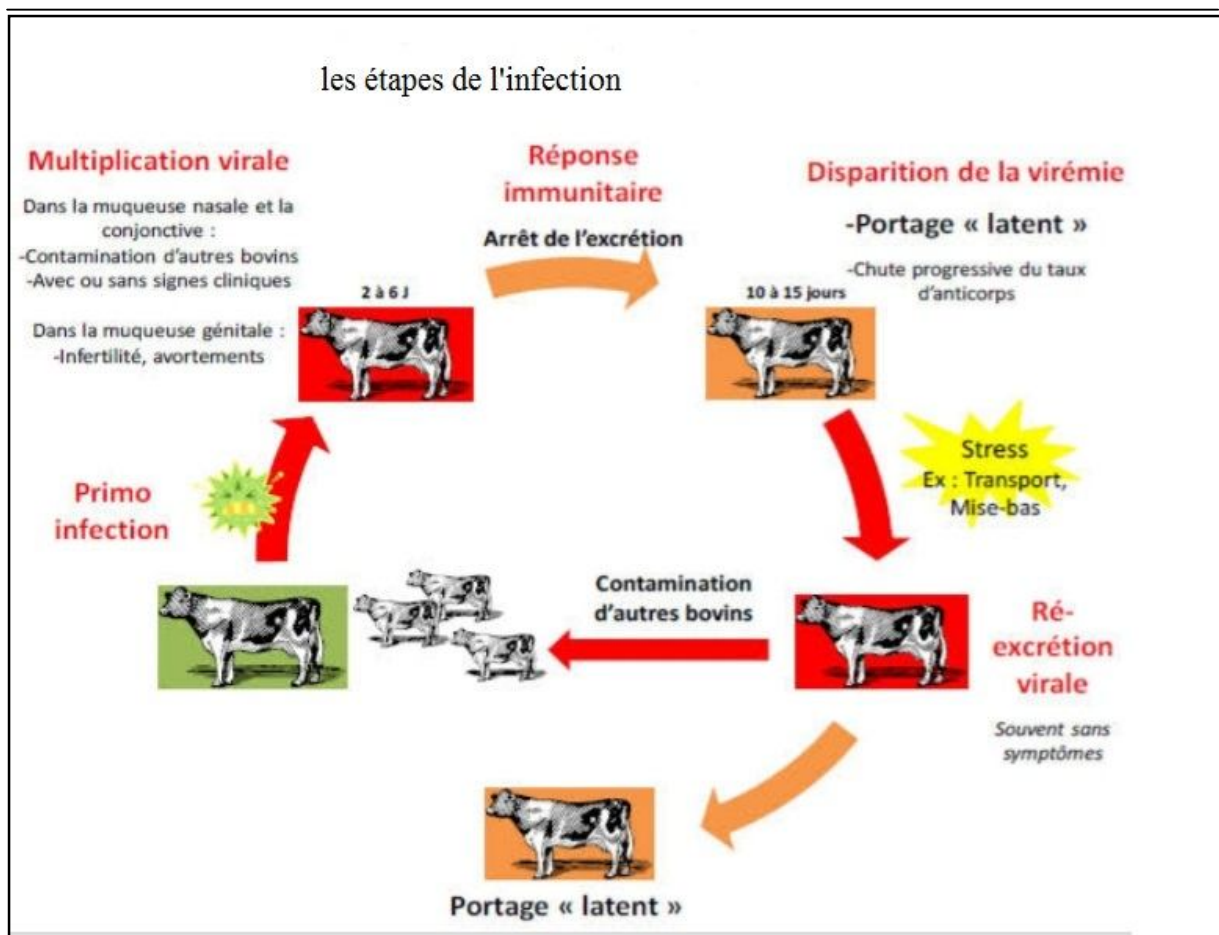 les étapes de l'infection
Multiplication virale
Dans la muqueuse nasale et la
conjonctive :
-Contamination d'autres bovins
-Avec ou sans signes cliniques
Dans la muqueuse génitale :
-Infertilité, avortements
2 à 6 J
Réponse
immunitaire
Arrêt de l'excrétion
Disparition de la virémie
-Portage « latent »
-Chute progressive du taux
d'anticorps
10 à 15 jours
Stress
Ex : Transport,
Mise-bas
Primo
infection
Contamination
d'autres bovins
Ré-
excrétion
virale
Souvent sans
symptômes
Portage « latent »